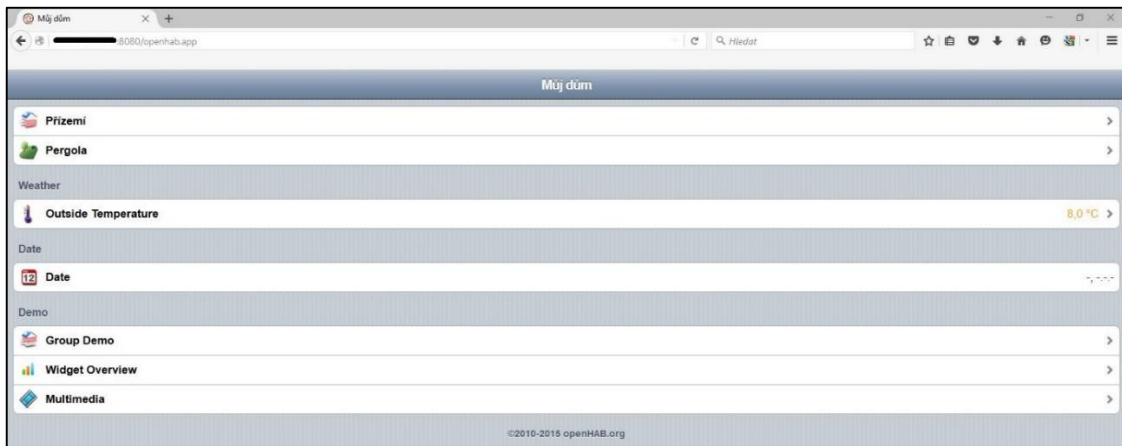 Můj dům
:8080/openhab.app
Hledat
Můj dům
Přízemí
Pergola
Weather
Outside Temperature 8,0 °C
Date
12 Date -, -.-.-
Demo
Group Demo
Widget Overview
Multimedia
©2010-2015 openHAB.org